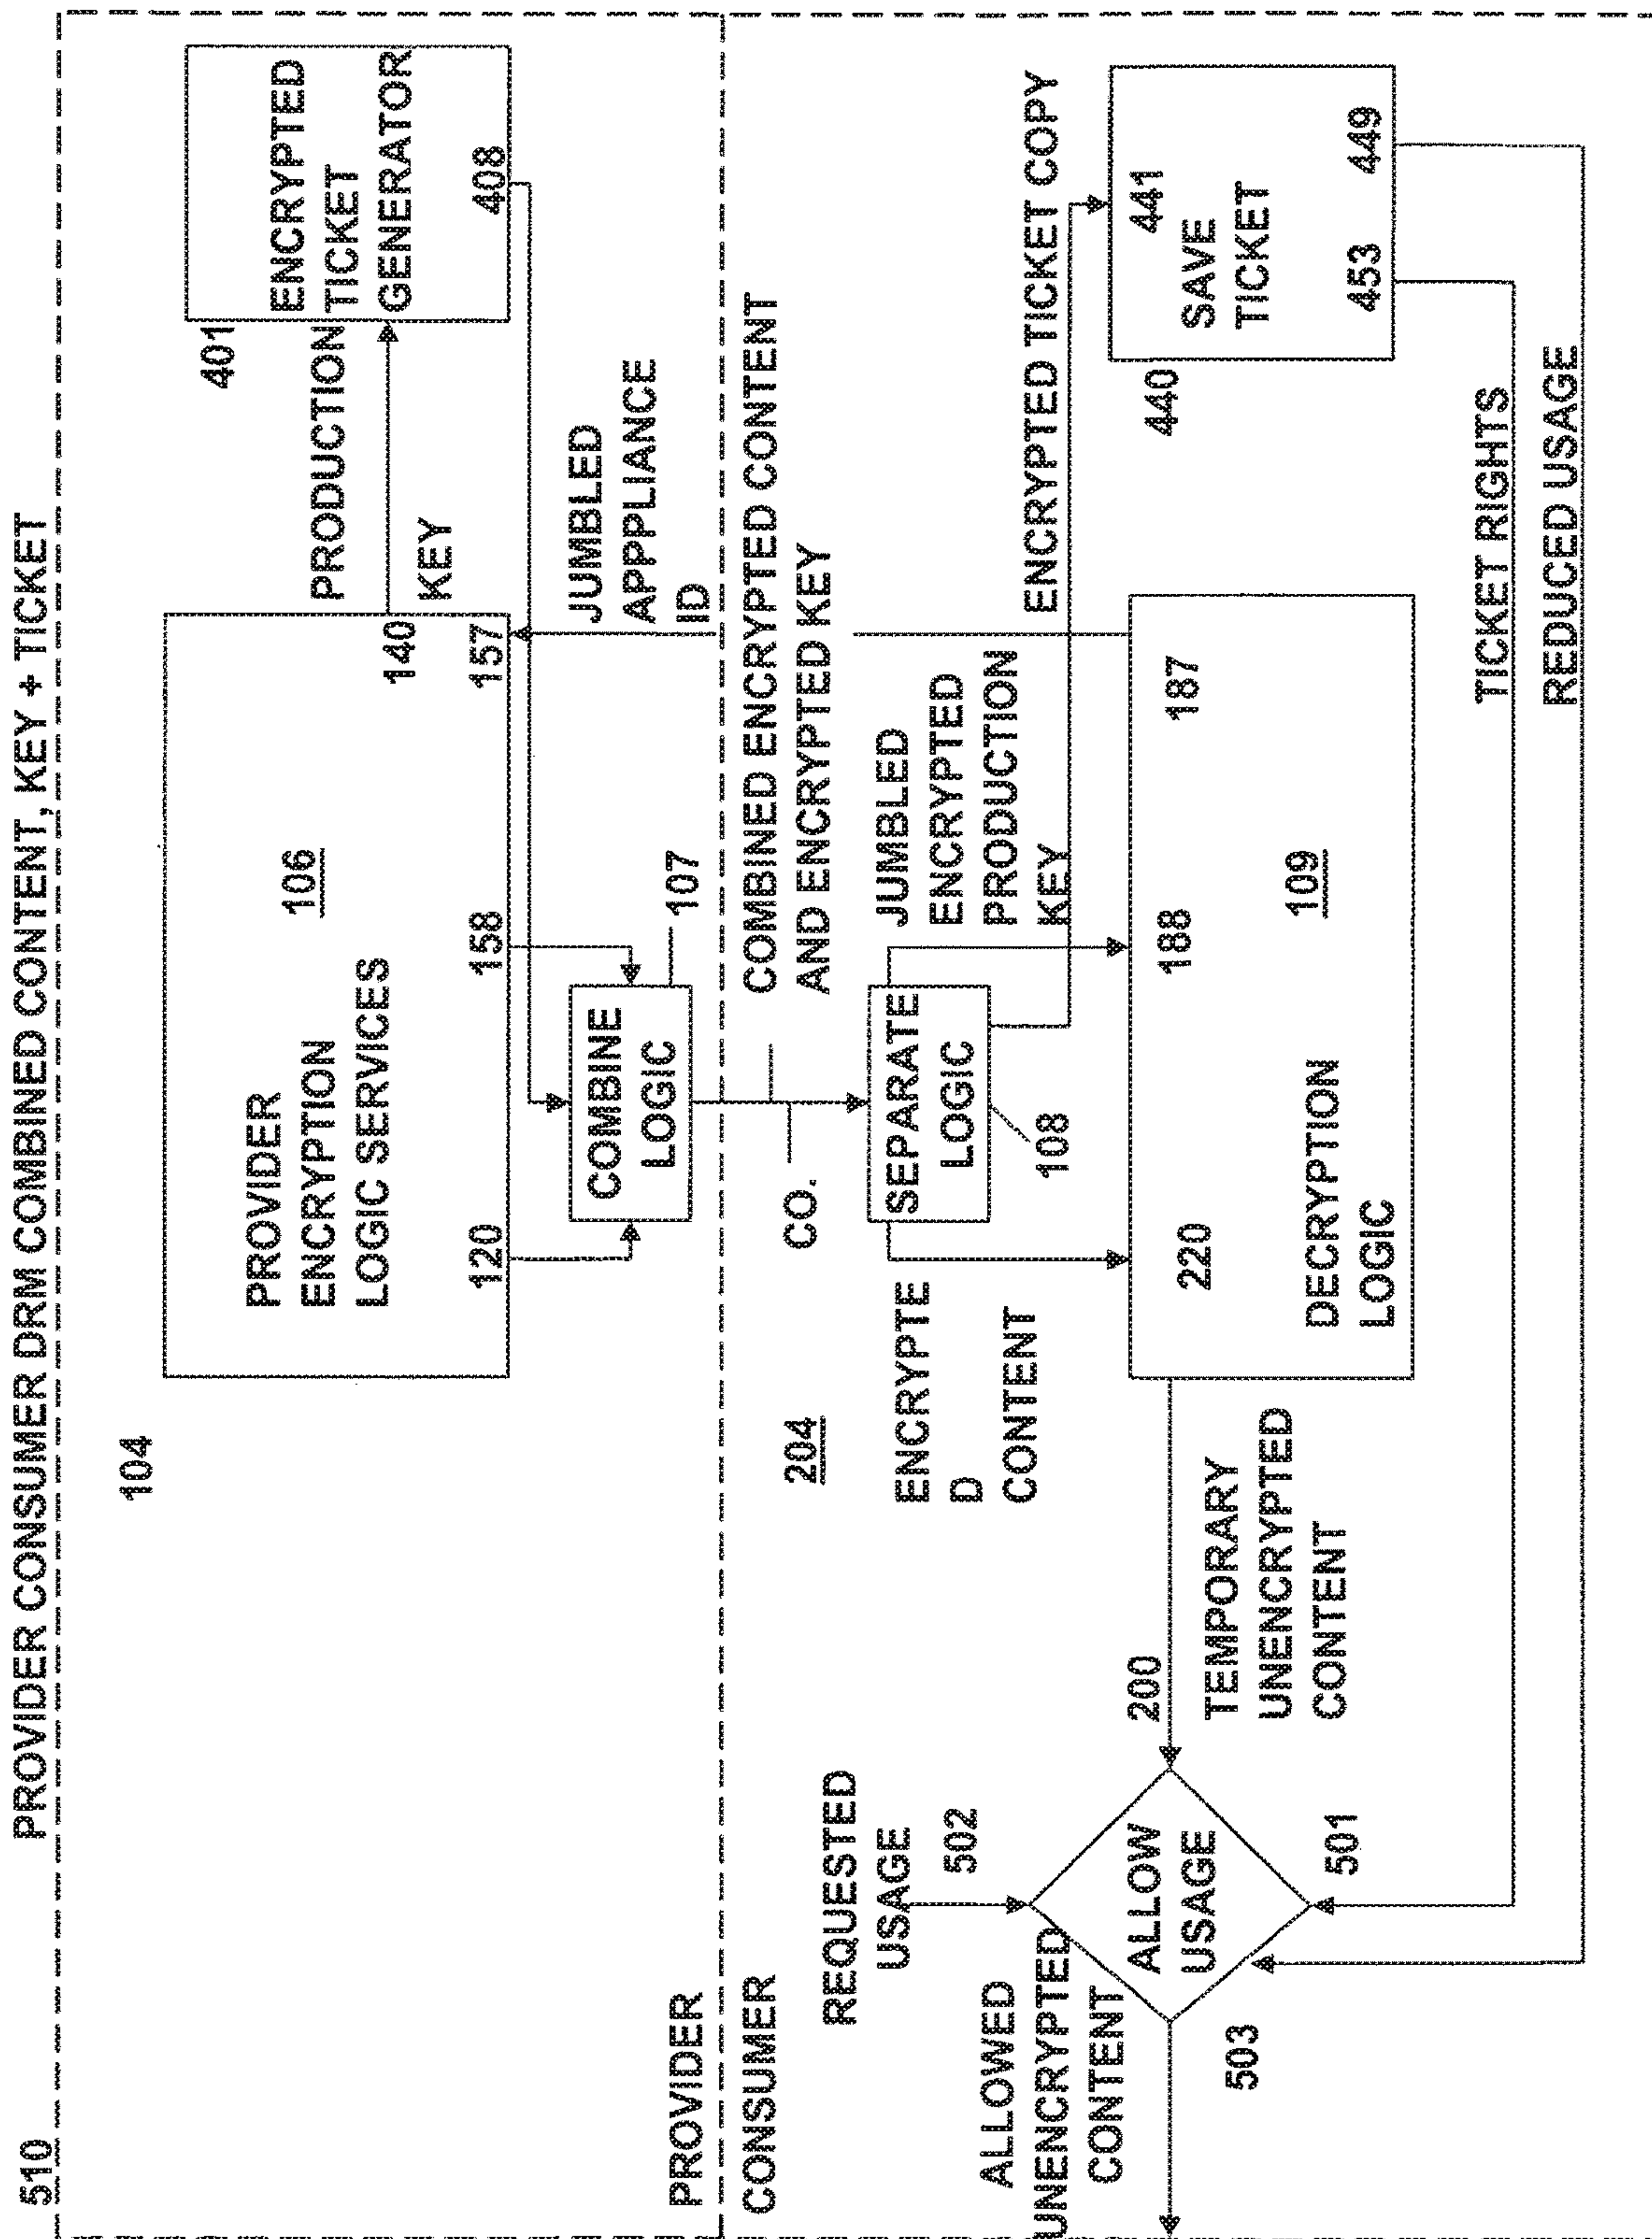 510
PROVIDER CONSUMER DRM COMBINED CONTENT, KEY + TICKET
104
PROVIDER
ENCRYPTION
LOGIC SERVICES
106
120
158
157
140
PRODUCTION
KEY
401
ENCRYPTED
TICKET
GENERATOR
408
COMBINE
LOGIC
107
JUMBLED
APPPLIANCE
ID
PROVIDER
CONSUMER
COMBINED ENCRYPTED CONTENT
AND ENCRYPTED KEY
CO.
204
SEPARATE
LOGIC
108
ENCRYPTE
D
CONTENT
JUMBLED
ENCRYPTED
PRODUCTION
KEY
ENCRYPTED TICKET COPY
REQUESTED
USAGE
502
ALLOWED
UNENCRYPTED
CONTENT
ALLOW
USAGE
503
501
200
TEMPORARY
UNENCRYPTED
CONTENT
220
188
187
DECRYPTION
LOGIC
109
440
441
SAVE
TICKET
453
449
TICKET RIGHTS
REDUCED USAGE